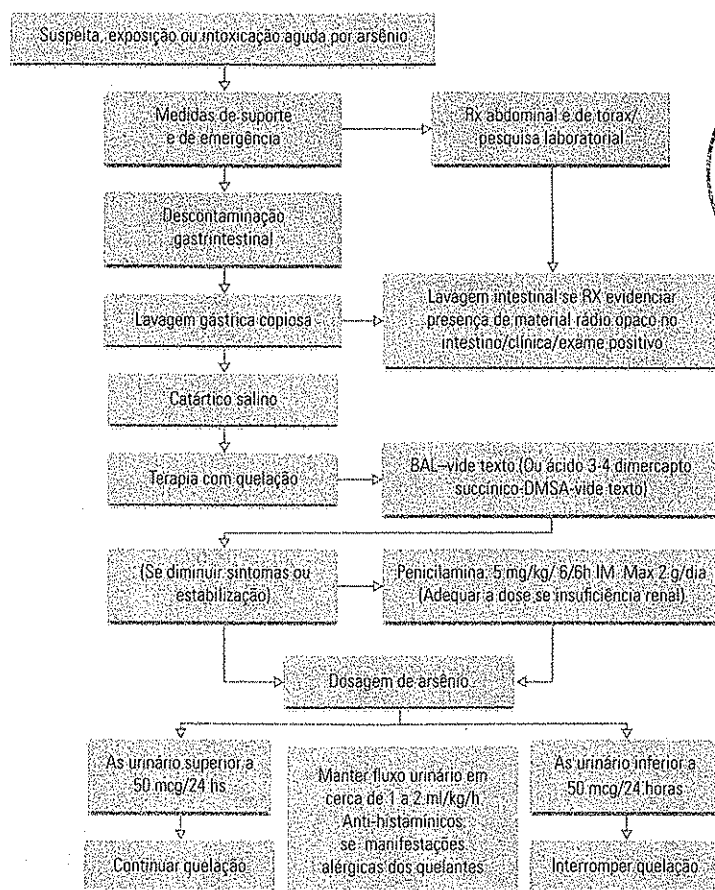 Suspeita, exposição ou intoxicação aguda por arsênio
Medidas de suporte
e de emergência
Rx abdominal e de tórax/
pesquisa laboratorial
Descontaminação
gastrintestinal
Lavagem gástrica copiosa
Lavagem intestinal se RX evidenciar
presença de material rádio opaco no
intestino/clínica/exame positivo
Catártico salino
Terapia com quelação
BAL–vide texto (Ou ácido 3-4 dimercapto
succínico-DMSA-vide texto)
(Se diminuir sintomas ou
estabilização)
Penicilamina: 5 mg/kg/ 6/6h IM Max 2 g/dia
(Adequar a dose se insuficiência renal)
Dosagem de arsênio
As urinário superior a
50 mcg/24 hs
Manter fluxo urinário em
cerca de 1 a 2 ml/kg/h
Anti-histamínicos
se manifestações
alérgicas dos quelantes
As urinário inferior a
50 mcg/24 horas
Continuar quelação
Interromper quelação